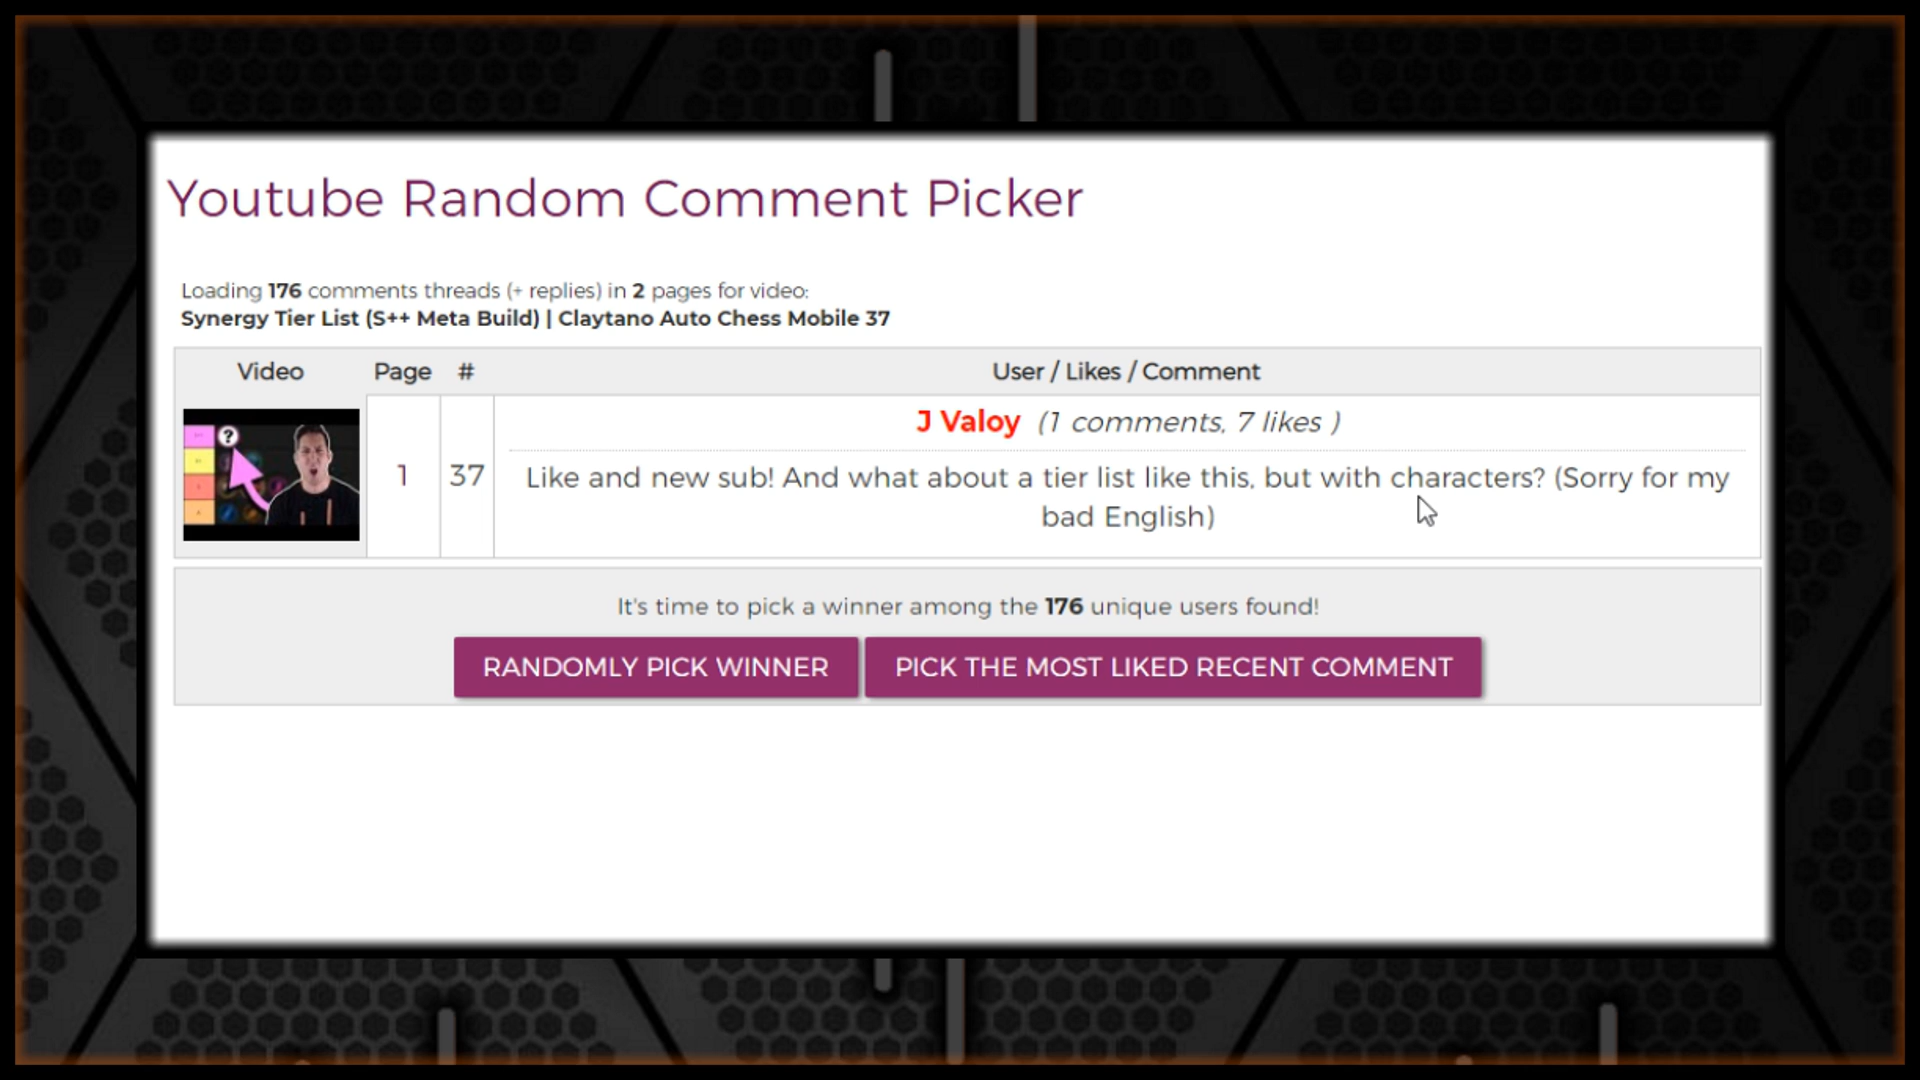 Youtube Random Comment Picker
Loading 176 comments threads (+ replies) in 2 pages for video:
Synergy Tier List (S++ Meta Build) | Claytano Auto Chess Mobile 37
Video Page # User / Likes / Comment
?
1 37
J Valoy (1 comments, 7 likes )
Like and new sub! And what about a tier list like this, but with characters? (Sorry for my
bad English)
It's time to pick a winner among the 176 unique users found!
RANDOMLY PICK WINNER PICK THE MOST LIKED RECENT COMMENT